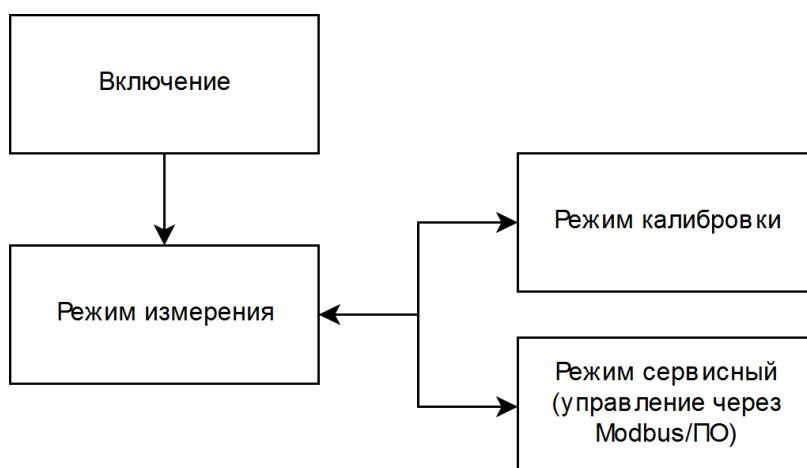 Включение
Режим измерения
Режим калибровки
Режим сервисный
(управление через
Modbus/ПО)